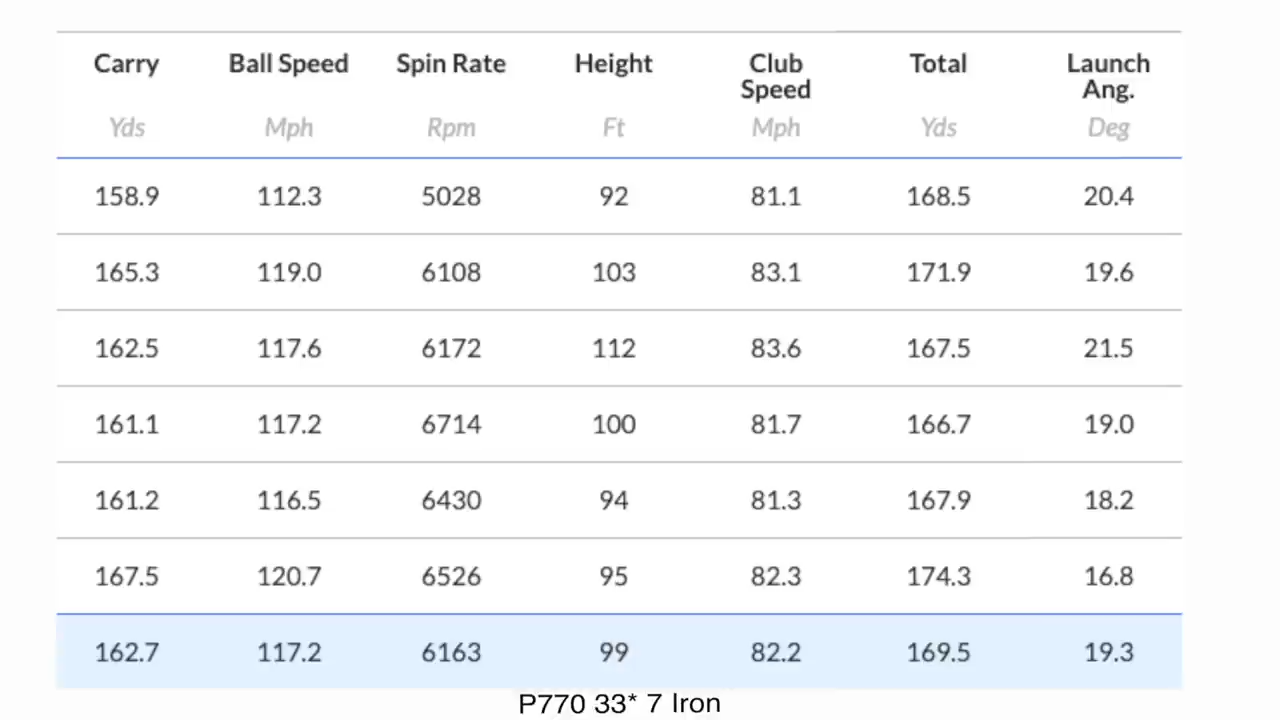 Carry Ball Speed Spin Rate Height Club Speed Total Launch Ang.
Yds Mph Rpm Ft Mph Yds Deg
158.9 112.3 5028 92 81.1 168.5 20.4
165.3 119.0 6108 103 83.1 171.9 19.6
162.5 117.6 6172 112 83.6 167.5 21.5
161.1 117.2 6714 100 81.7 166.7 19.0
161.2 116.5 6430 94 81.3 167.9 18.2
167.5 120.7 6526 95 82.3 174.3 16.8
162.7 117.2 6163 99 82.2 169.5 19.3
P770 33* 7 Iron